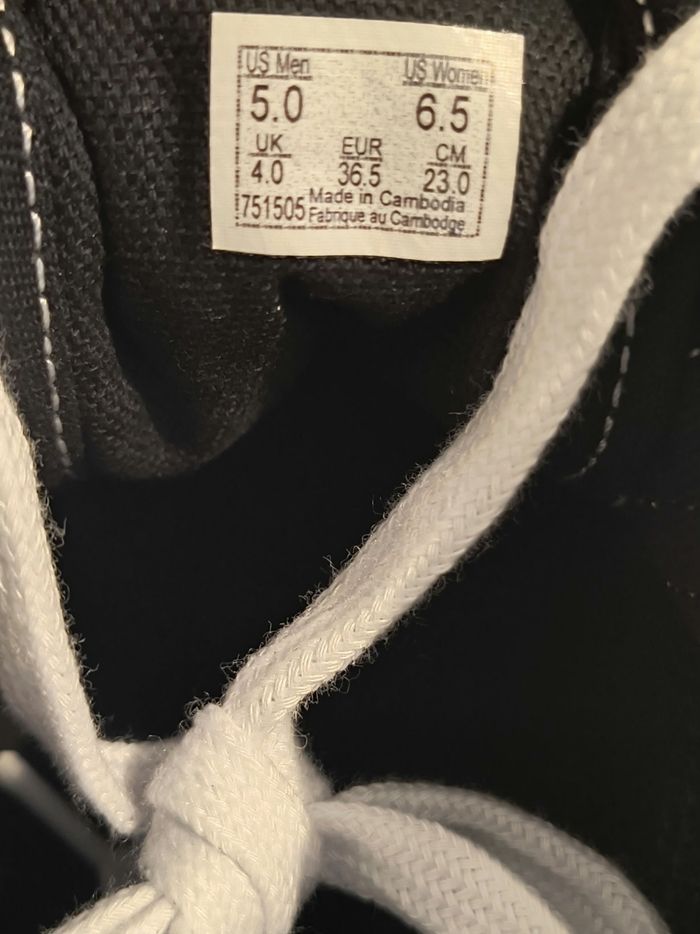 US Men US Women
5.0 6.5
UK EUR CM
4.0 36.5 23.0
751505 Made in Cambodia
Fabrique au Cambodge